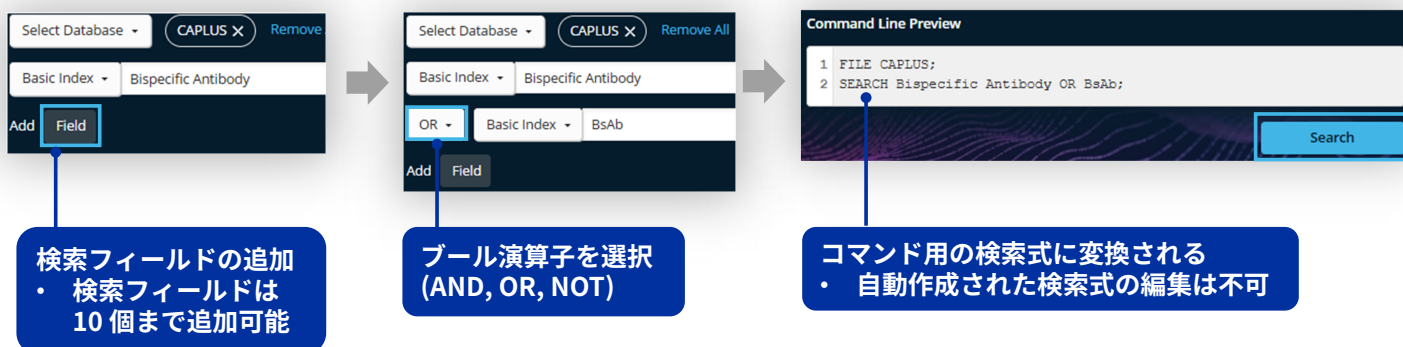 Select Database CAPLUS X Remove
Basic Index Bispecific Antibody
Add Field
検索フィールドの追加
• 検索フィールドは
10 個まで追加可能
Select Database CAPLUS X Remove All
Basic Index Bispecific Antibody
OR Basic Index BsAb
Add Field
ブール演算子を選択
(AND, OR, NOT)
Command Line Preview
1 FILE CAPLUS;
2 SEARCH Bispecific Antibody OR BsAb;
Search
コマンド用の検索式に変換される
• 自動作成された検索式の編集は不可